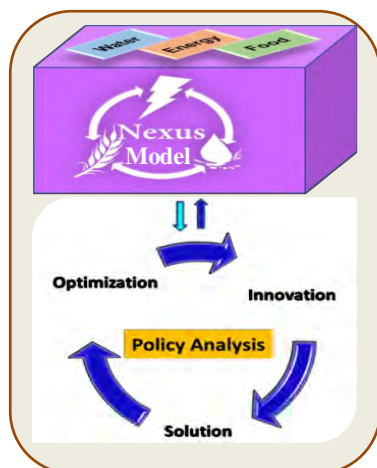 Water Energy Food
Nexus
Model
Optimization
Innovation
Policy Analysis
Solution